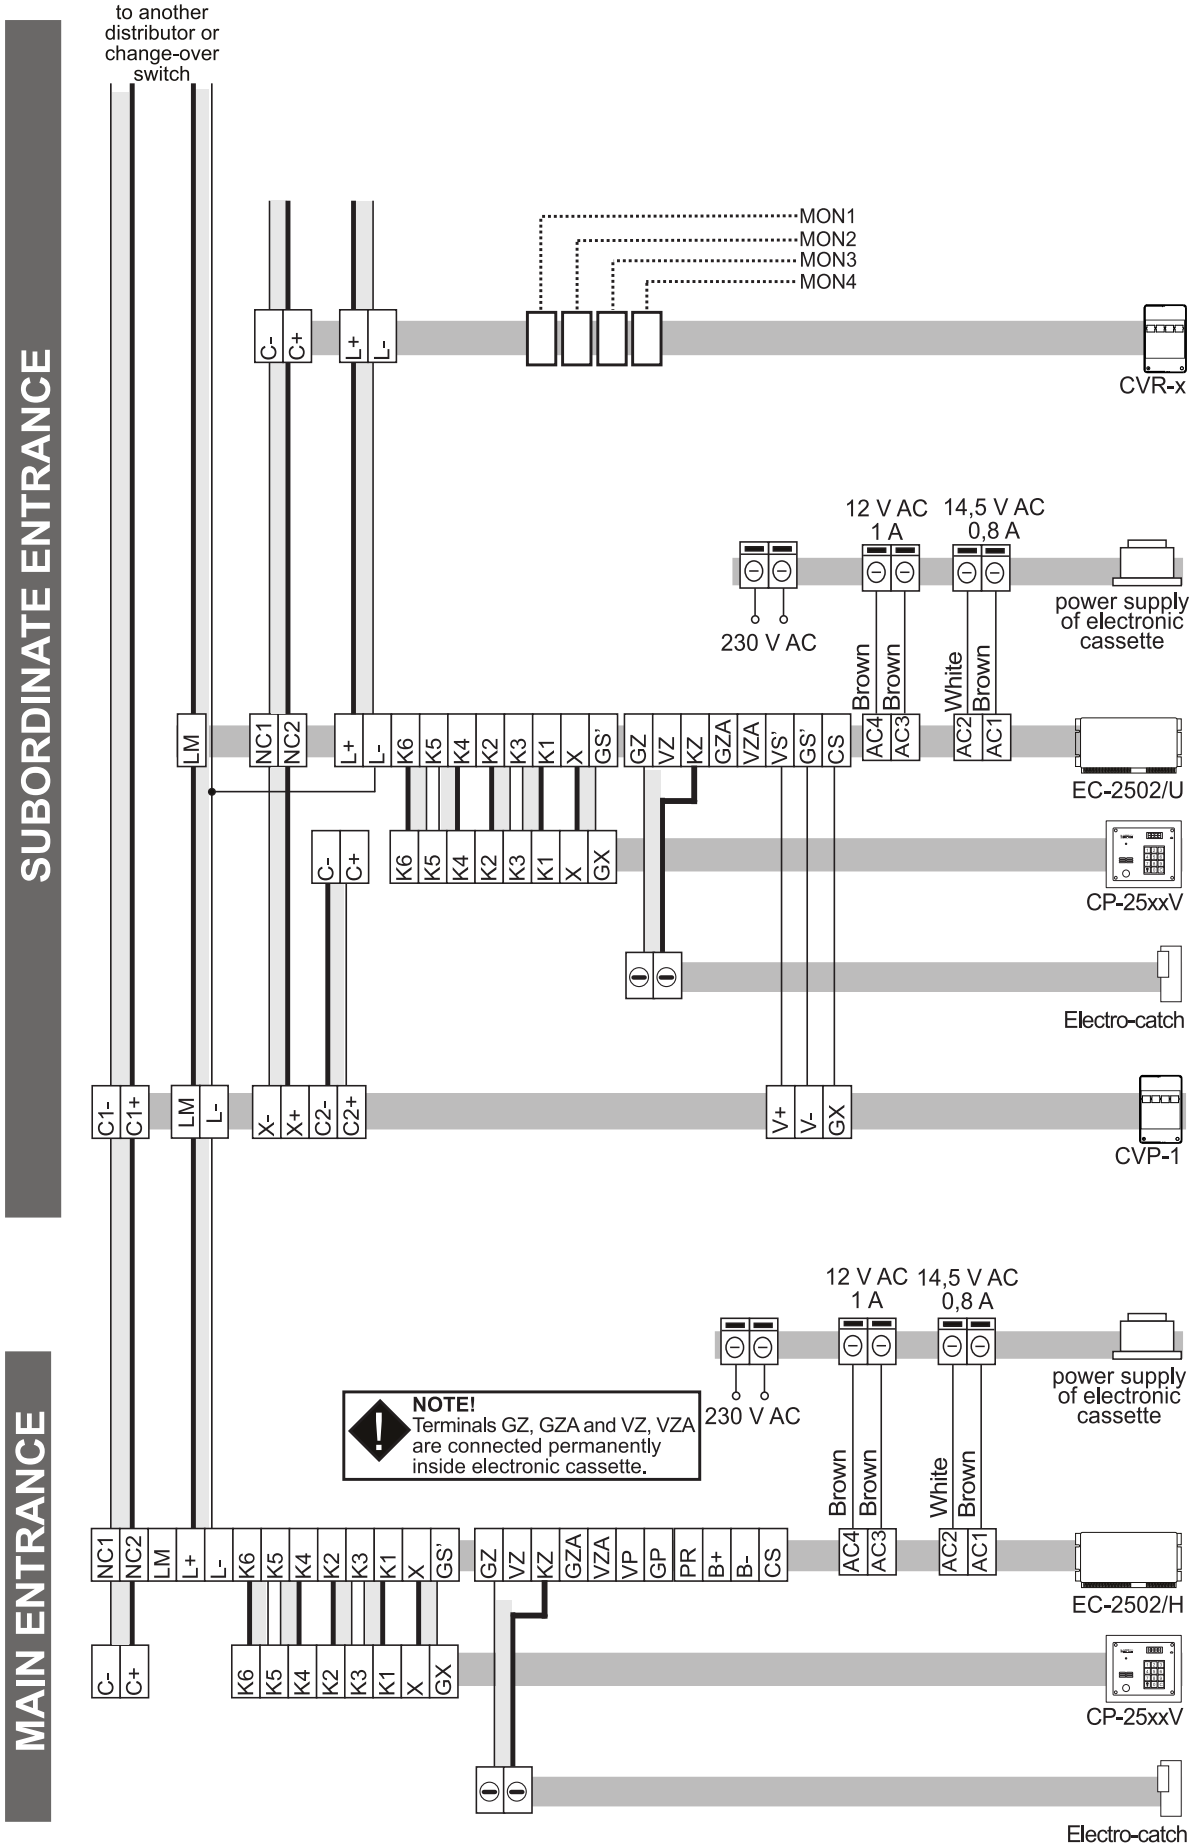 to another
distributor or
change-over
switch
SUBORDINATE ENTRANCE
MON1
MON2
MON3
MON4
C- C+ L+ L-
CVR-x
12 V AC 14,5 V AC
1 A 0,8 A
230 V AC
power supply
of electronic
cassette
Brown Brown White Brown
LM NC1 NC2 L+ L- K6 K5 K4 K2 K3 K1 X GS' GZ VZ KZ GZA VZA VS' GS' CS AC4 AC3 AC2 AC1
EC-2502/U
C- C+ K6 K5 K4 K2 K3 K1 X GX
CP-25xxV
Electro-catch
C1- C1+ LM L- X- X+ C2- C2+ V+ V- GX
CVP-1
MAIN ENTRANCE
12 V AC 14,5 V AC
1 A 0,8 A
230 V AC
power supply
of electronic
cassette
NOTE!
Terminals GZ, GZA and VZ, VZA
are connected permanently
inside electronic cassette.
Brown Brown White Brown
NC1 NC2 LM L+ L- K6 K5 K4 K2 K3 K1 X GS' GZ VZ KZ GZA VZA VP GP PR B+ B- CS AC4 AC3 AC2 AC1
EC-2502/H
C- C+ K6 K5 K4 K2 K3 K1 X GX
CP-25xxV
Electro-catch